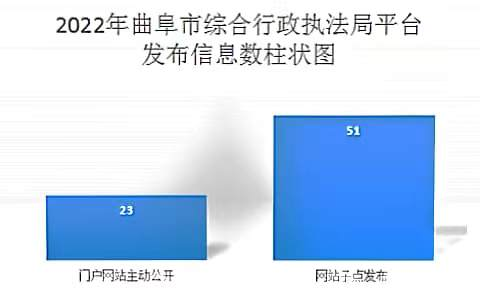 2022年曲阜市综合行政执法局平台
发布信息数柱状图
51
23
门户网站主动公开
网站子点发布